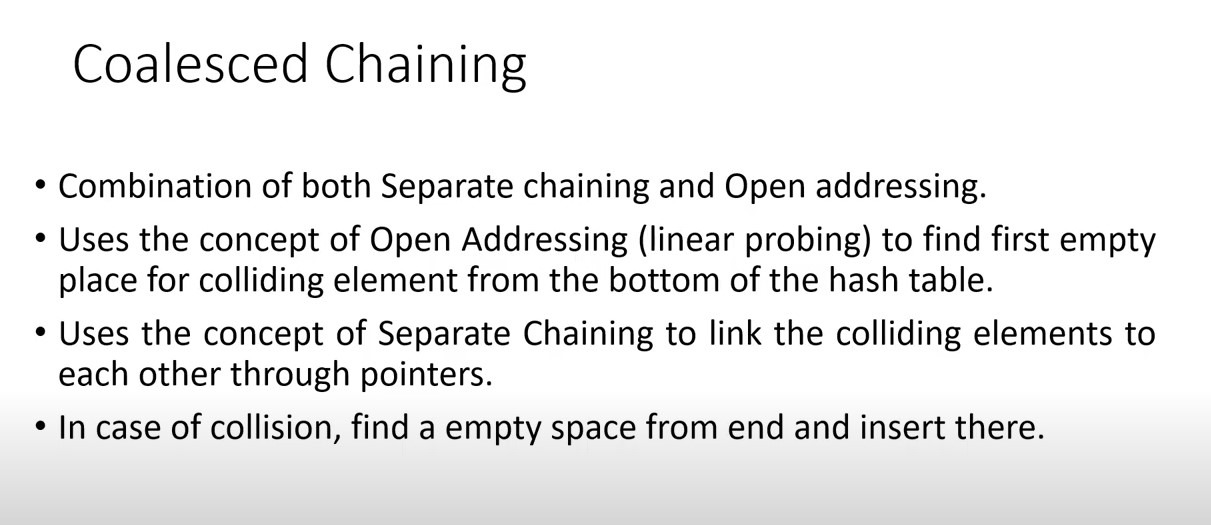 Coalesced Chaining
• Combination of both Separate chaining and Open addressing.
• Uses the concept of Open Addressing (linear probing) to find first empty
place for colliding element from the bottom of the hash table.
• Uses the concept of Separate Chaining to link the colliding elements to
each other through pointers.
• In case of collision, find a empty space from end and insert there.